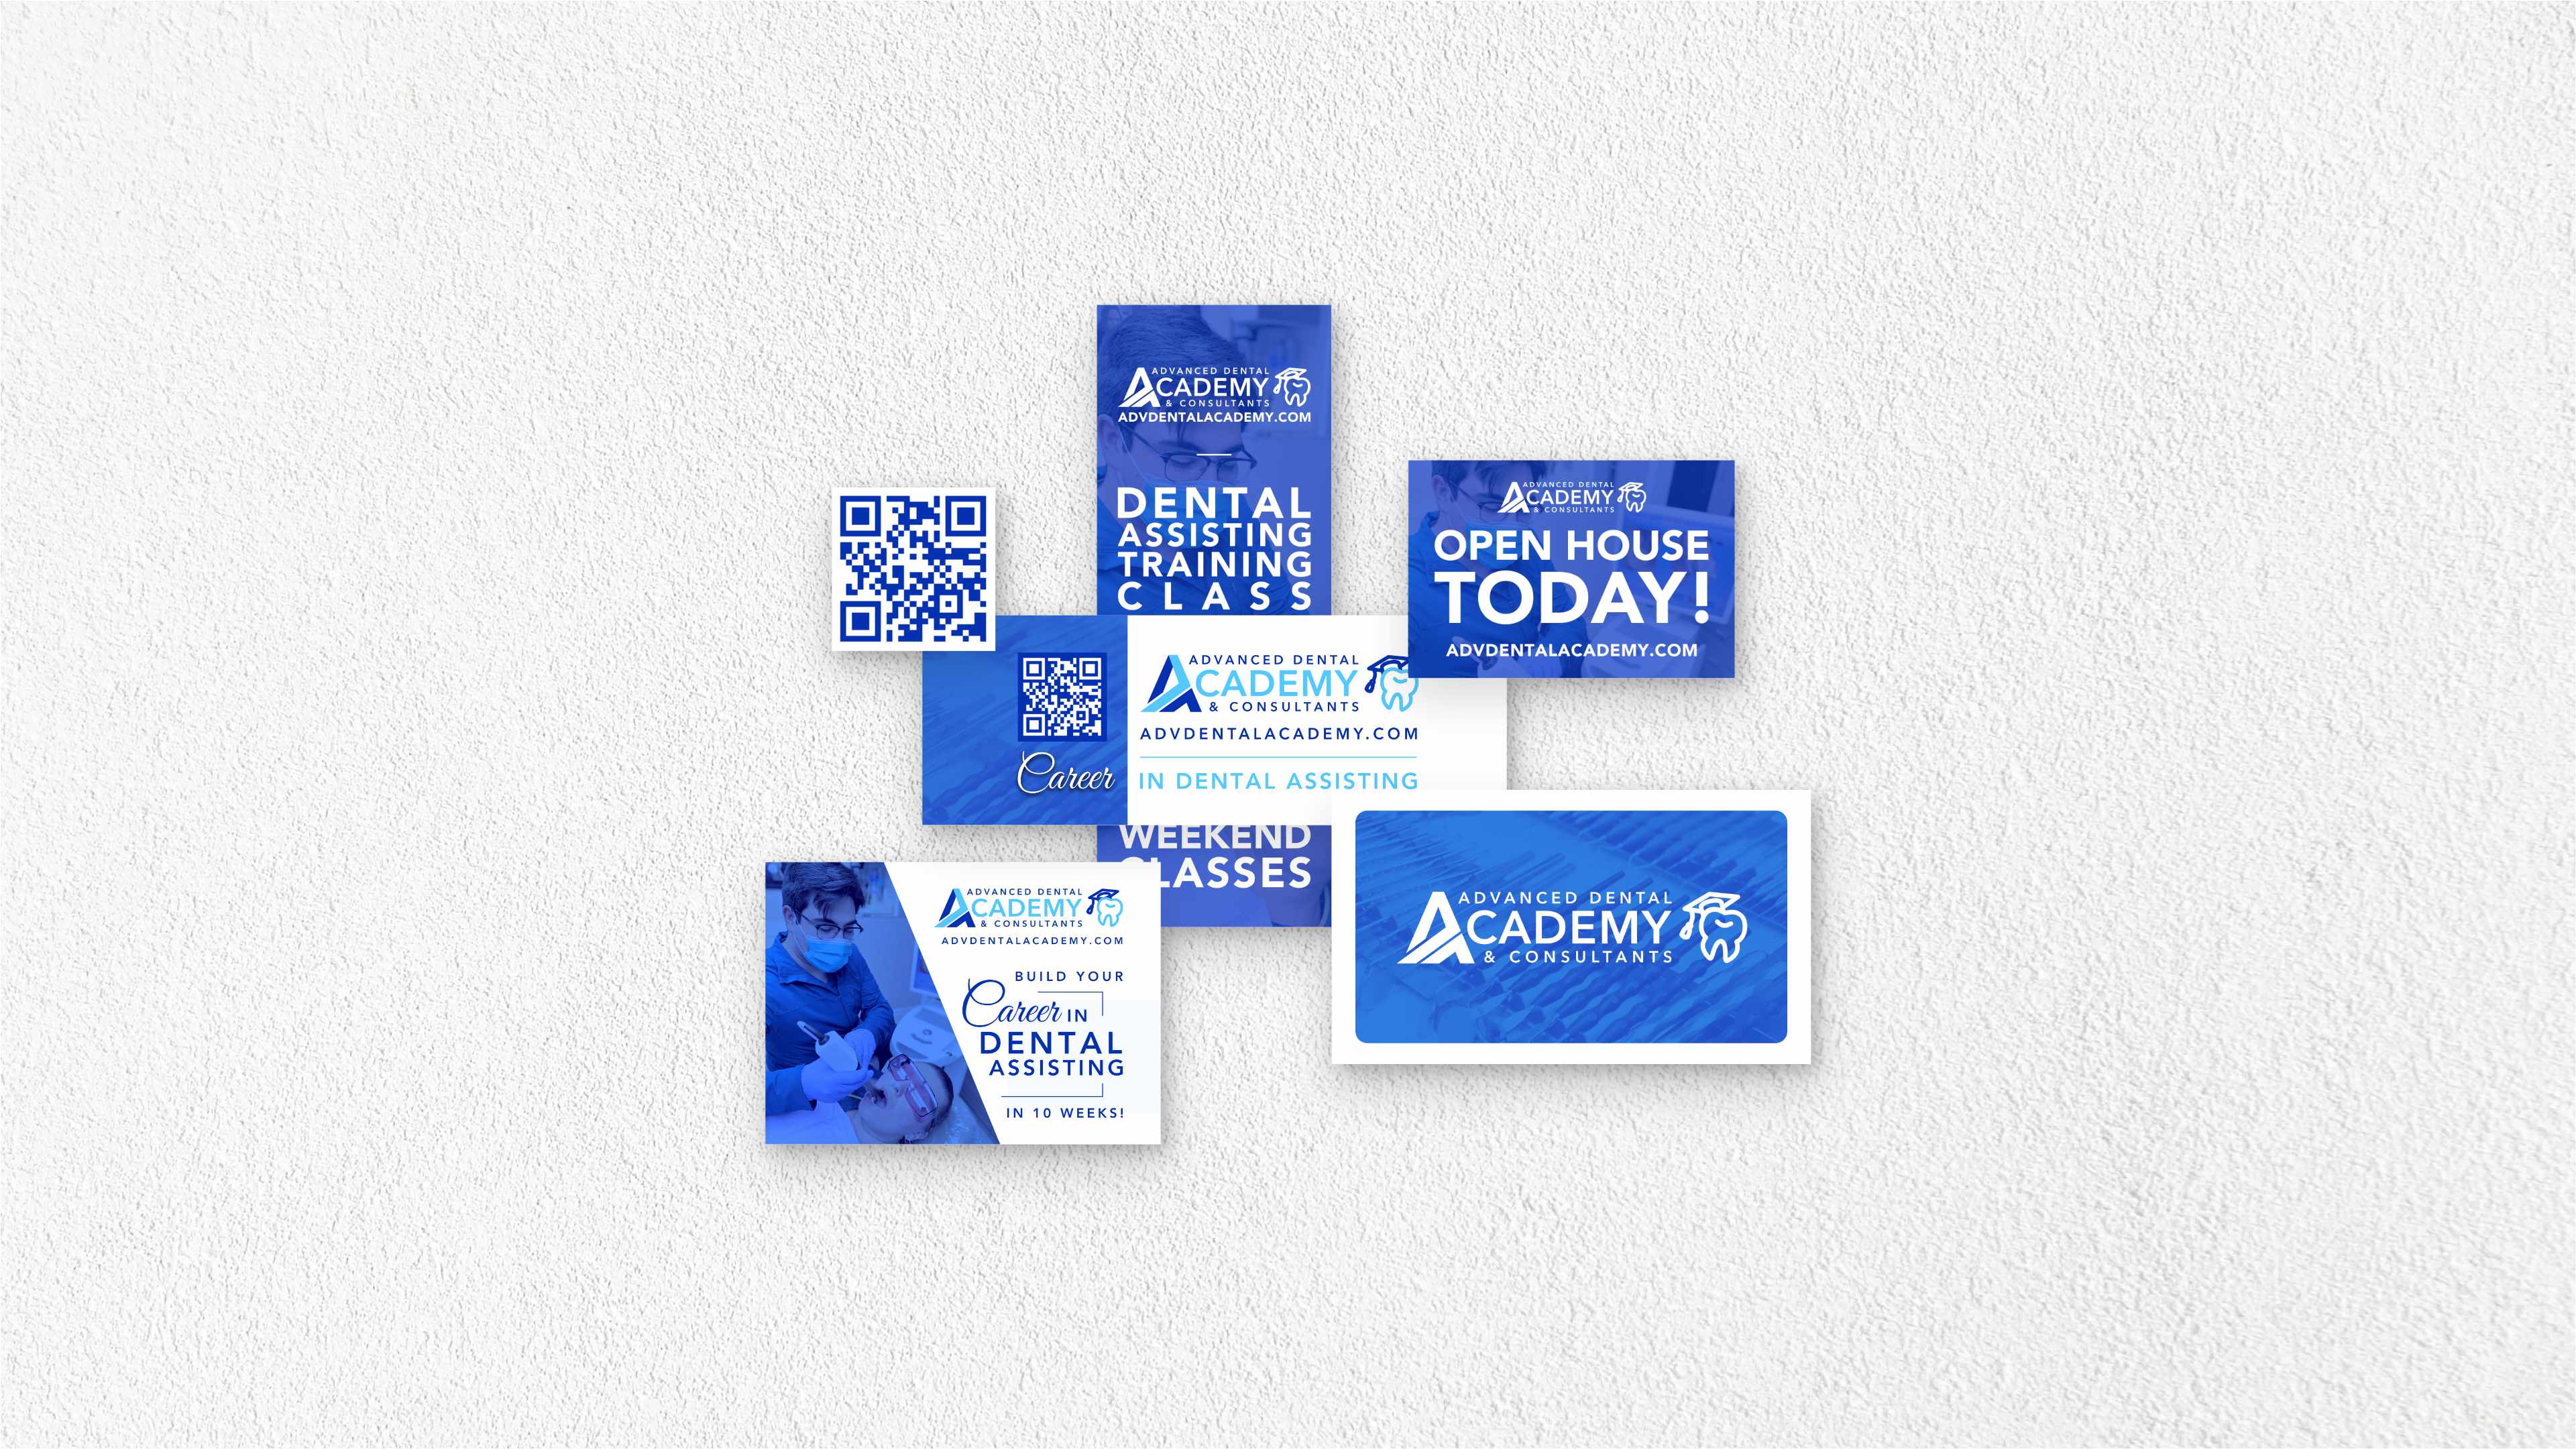 ADVANCED DENTAL
ACADEMY
& CONSULTANTS
ADVDENTALACADEMY.COM
DENTAL
ASSISTING
TRAINING
CLASS
WEEKEND
CLASSES
ADVANCED DENTAL
ACADEMY
& CONSULTANTS
OPEN HOUSE
TODAY!
ADVDENTALACADEMY.COM
ADVANCED DENTAL
ACADEMY
& CONSULTANTS
ADVDENTALACADEMY.COM
Career IN DENTAL ASSISTING
ADVANCED DENTAL
ACADEMY
& CONSULTANTS
ADVDENTALACADEMY.COM
BUILD YOUR
Career IN
DENTAL
ASSISTING
IN 10 WEEKS!
ADVANCED DENTAL
ACADEMY
& CONSULTANTS